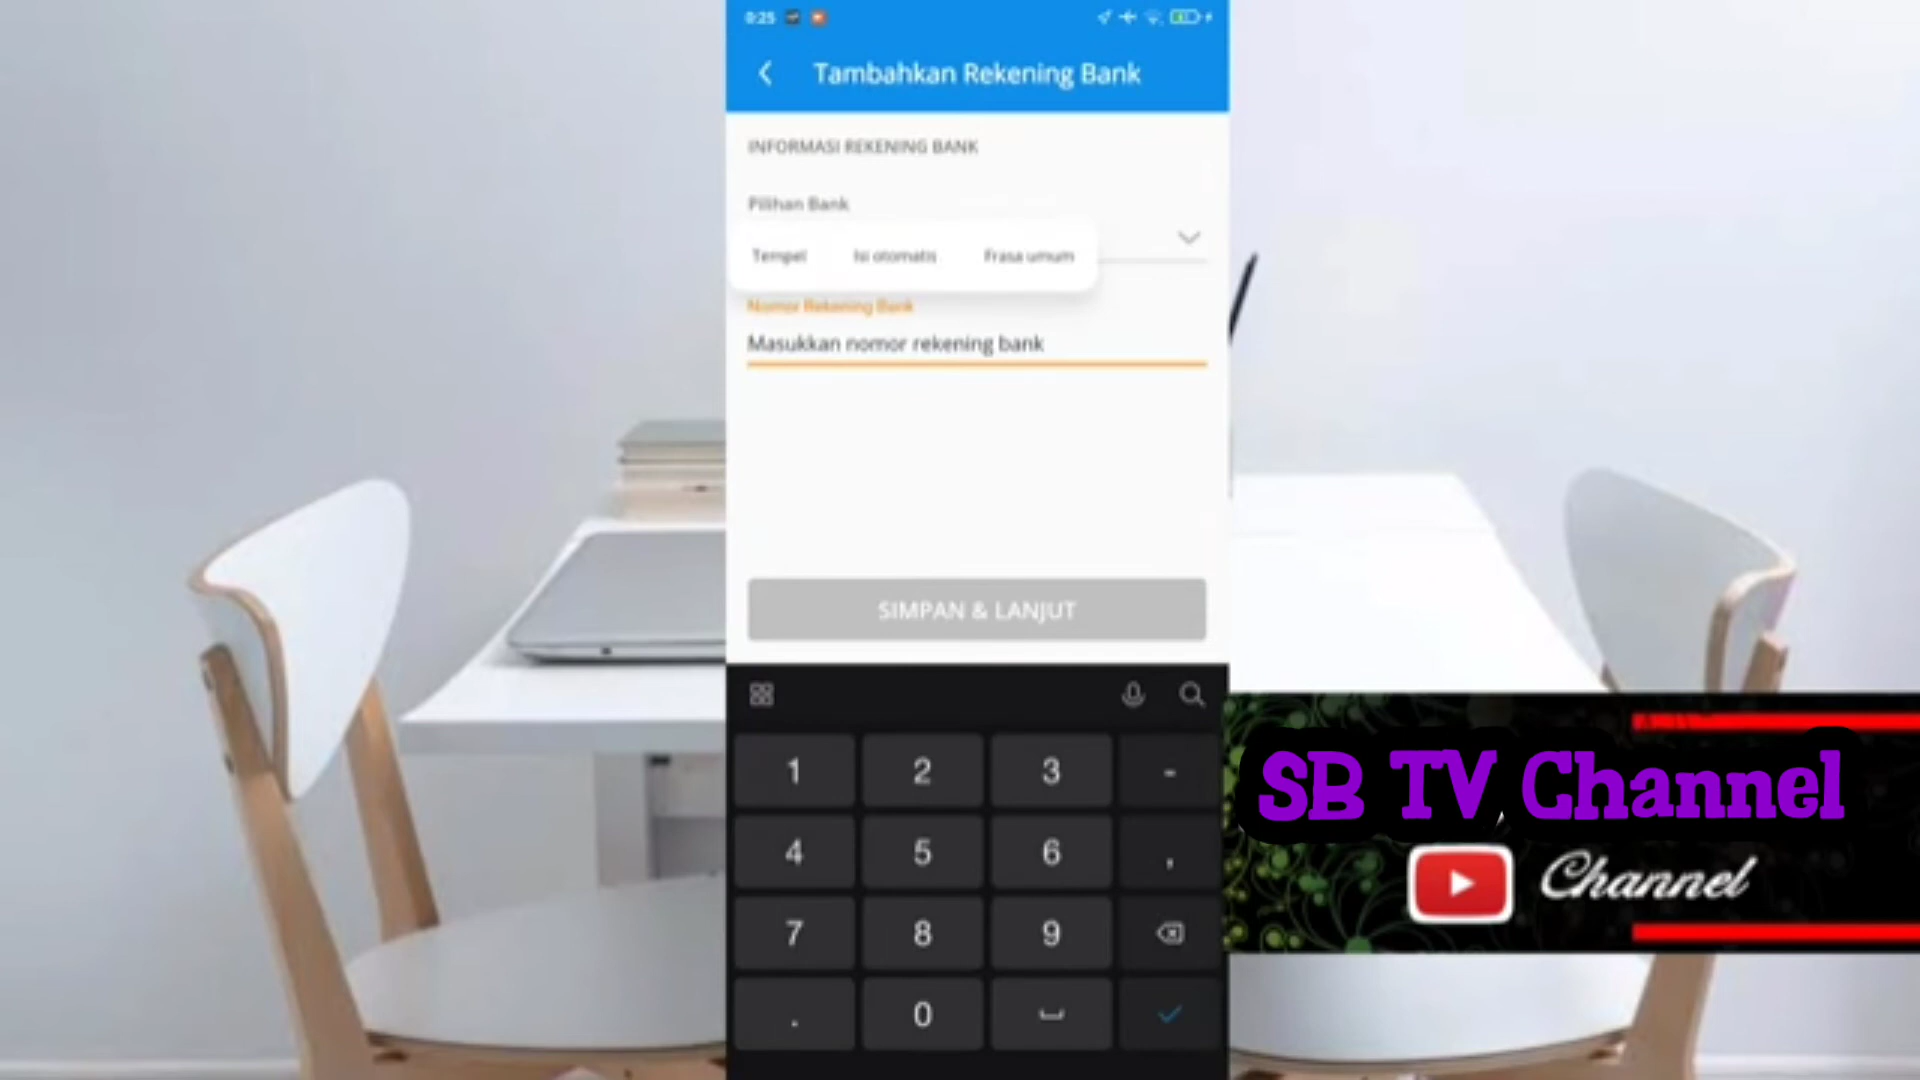 0:25
Tambahkan Rekening Bank
INFORMASI REKENING BANK
Pilihan Bank
Tempel Isi otomatis Frasa umum
Nomor Rekening Bank
Masukkan nomor rekening bank
SIMPAN & LANJUT
1 2 3 -
4 5 6 ,
7 8 9
. 0
SB TV Channel
Channel